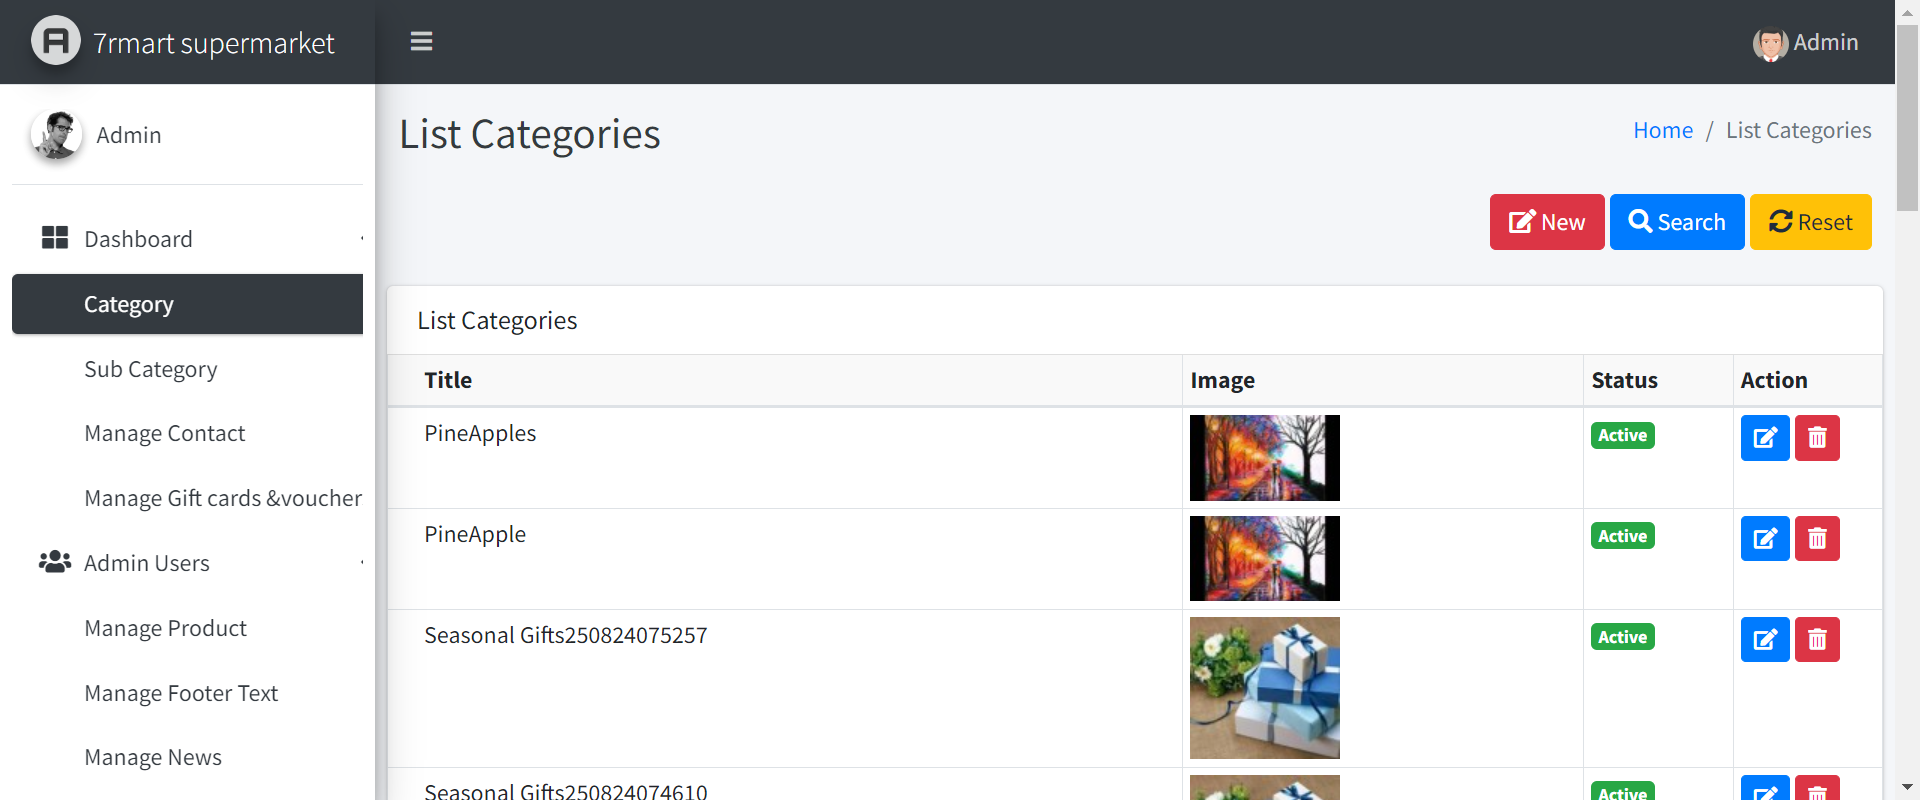 7rmart supermarket
Admin
Admin
List Categories
Home / List Categories
New
Search
Reset
Dashboard
Category
Sub Category
Manage Contact
Manage Gift cards &voucher
Admin Users
Manage Product
Manage Footer Text
Manage News
List Categories
Title Image Status Action
PineApples Active
PineApple Active
Seasonal Gifts250824075257 Active
Seasonal Gifts250824074610 Active